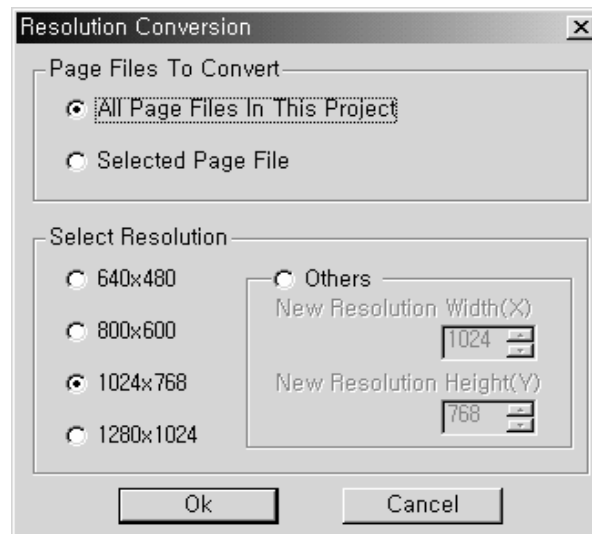 Resolution Conversion
Page Files To Convert
All Page Files In This Project
Selected Page File
Select Resolution
640x480
800x600
1024x768
1280x1024
Others
New Resolution Width(X)
1024
New Resolution Height(Y)
768
Ok
Cancel